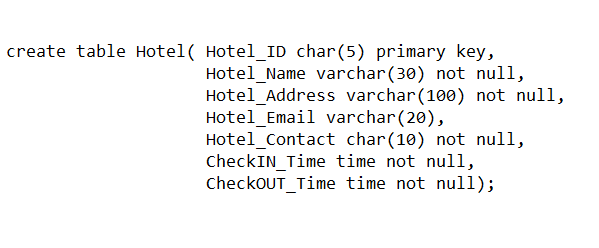 create table Hotel( Hotel_ID char(5) primary key,
Hotel_Name varchar(30) not null,
Hotel_Address varchar(100) not null,
Hotel_Email varchar(20),
Hotel_Contact char(10) not null,
CheckIN_Time time not null,
CheckOUT_Time time not null);